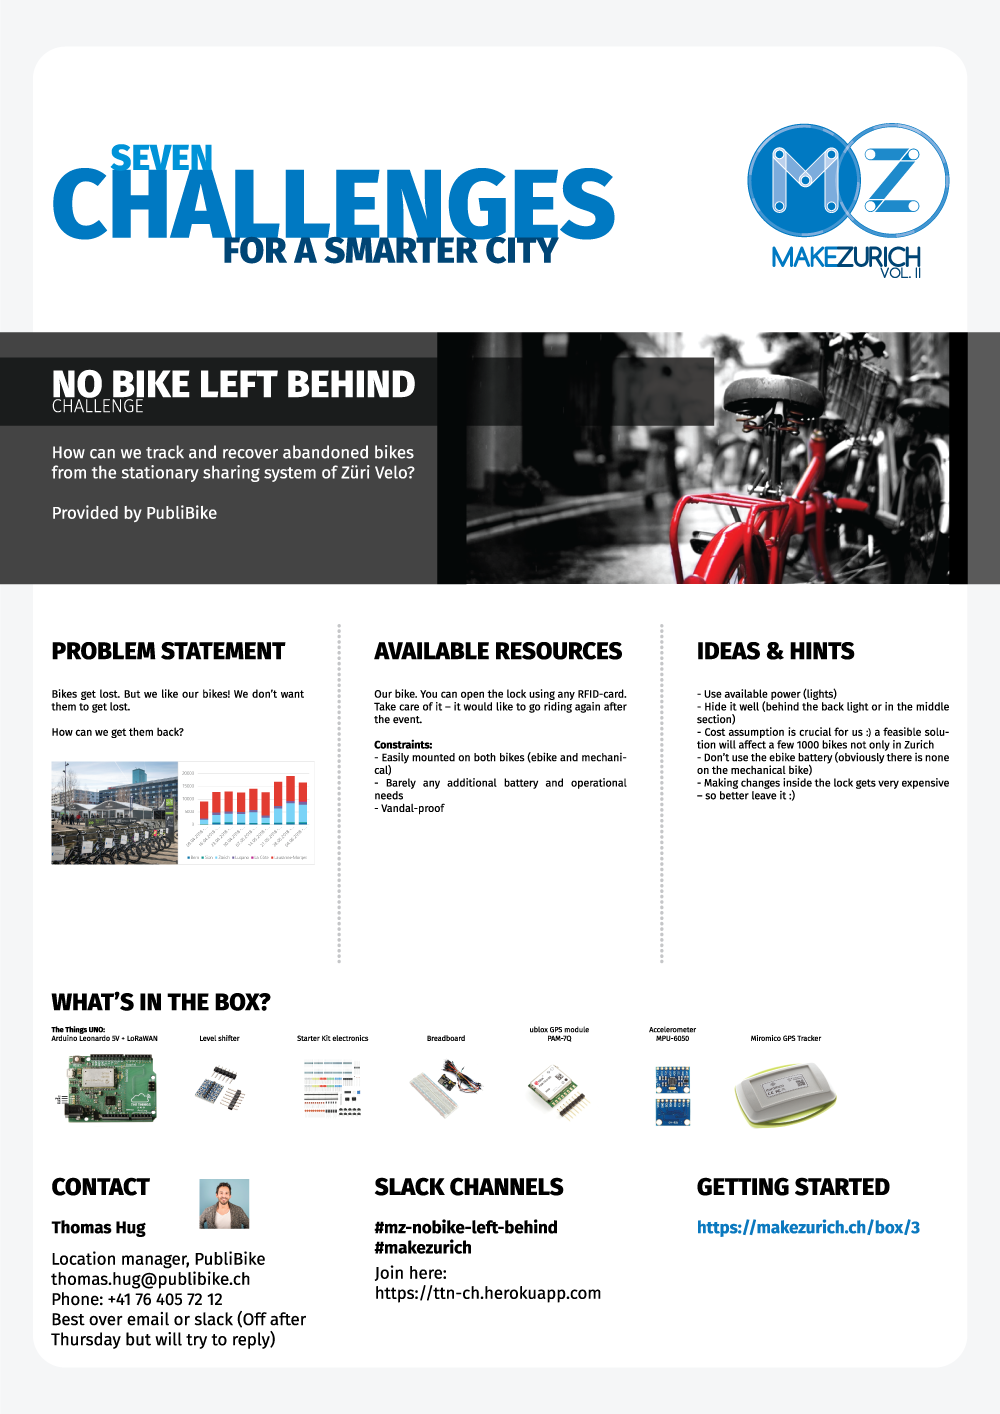 SEVEN
CHALLENGES
FOR A SMARTER CITY
MZ
MAKEZURICH
VOL. II
NO BIKE LEFT BEHIND
CHALLENGE
How can we track and recover abandoned bikes
from the stationary sharing system of Züri Velo?
Provided by PubliBike
PROBLEM STATEMENT
Bikes get lost. But we like our bikes! We don't want
them to get lost.
How can we get them back?
AVAILABLE RESOURCES
Our bike. You can open the lock using any RFID-card.
Take care of it – it would like to go riding again after
the event.
Constraints:
- Easily mounted on both bikes (ebike and mechani-
cal)
- Barely any additional battery and operational
needs
- Vandal-proof
IDEAS & HINTS
- Use available power (lights)
- Hide it well (behind the back light or in the middle
section)
- Cost assumption is crucial for us :) a feasible solu-
tion will affect a few 1000 bikes not only in Zurich
- Don't use the ebike battery (obviously there is none
on the mechanical bike)
- Making changes inside the lock gets very expensive
– so better leave it :)
WHAT'S IN THE BOX?
The Things UNO:
Arduino Leonardo 5V + LoRaWAN
Level shifter
Starter Kit electronics
Breadboard
ublox GPS module
PAM-7Q
Accelerometer
MPU-6050
Miromico GPS Tracker
CONTACT
Thomas Hug
Location manager, PubliBike
thomas.hug@publibike.ch
Phone: +41 76 405 72 12
Best over email or slack (Off after
Thursday but will try to reply)
SLACK CHANNELS
#mz-nobike-left-behind
#makezurich
Join here:
https://ttn-ch.herokuapp.com
GETTING STARTED
https://makezurich.ch/box/3